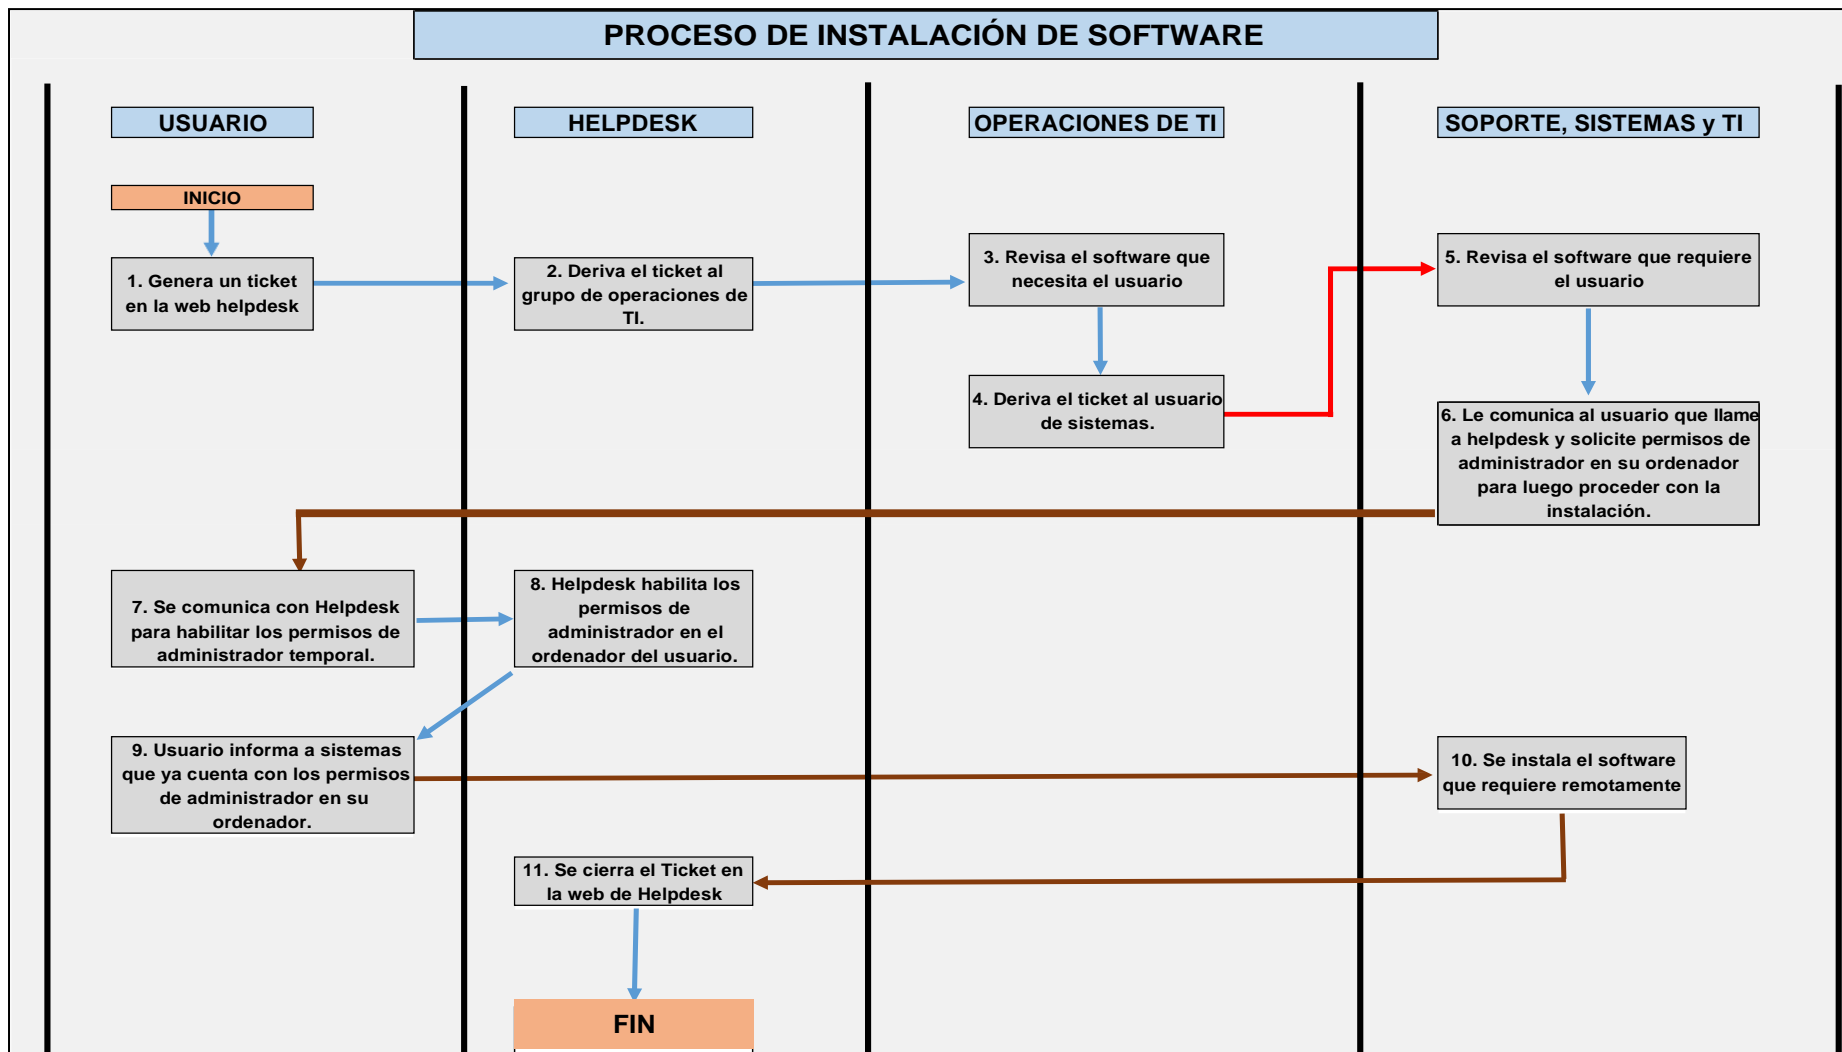 PROCESO DE INSTALACIÓN DE SOFTWARE
USUARIO
HELPDESK
OPERACIONES DE TI
SOPORTE, SISTEMAS y TI
INICIO
1. Genera un ticket
en la web helpdesk
2. Deriva el ticket al
grupo de operaciones de
TI.
3. Revisa el software que
necesita el usuario
4. Deriva el ticket al usuario
de sistemas.
5. Revisa el software que requiere
el usuario
6. Le comunica al usuario que llame
a helpdesk y solicite permisos de
administrador en su ordenador
para luego proceder con la
instalación.
7. Se comunica con Helpdesk
para habilitar los permisos de
administrador temporal.
8. Helpdesk habilita los
permisos de
administrador en el
ordenador del usuario.
9. Usuario informa a sistemas
que ya cuenta con los permisos
de administrador en su
ordenador.
10. Se instala el software
que requiere remotamente
11. Se cierra el Ticket en
la web de Helpdesk
FIN